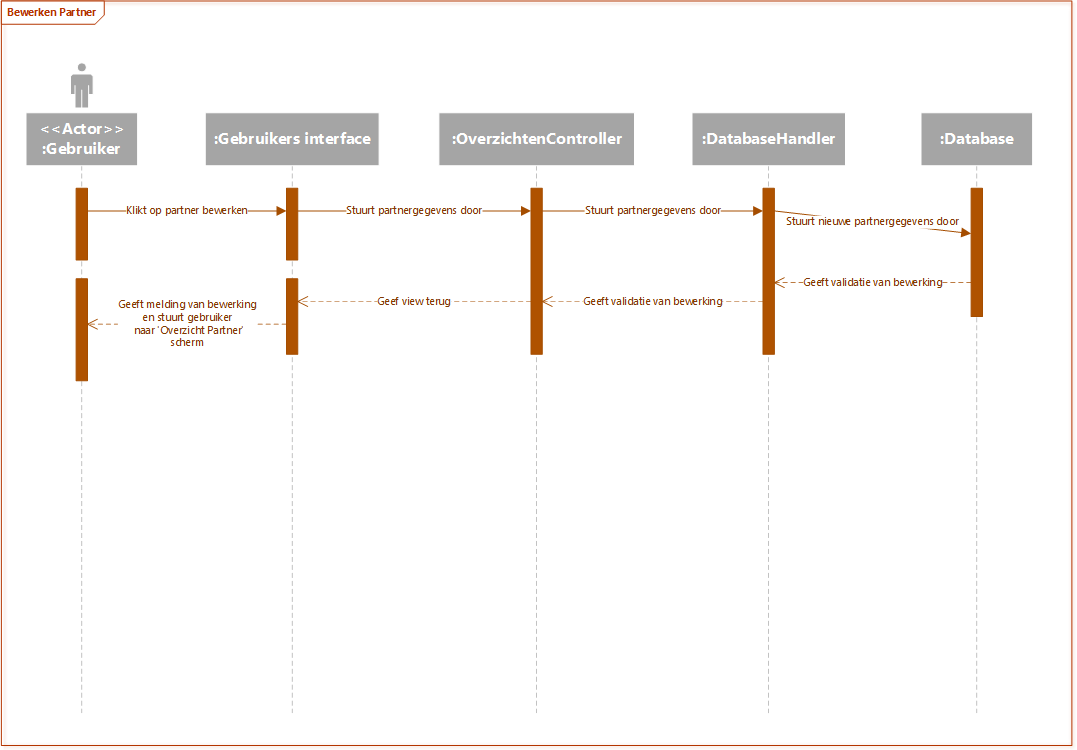 Bewerken Partner
<<Actor>>
:Gebruiker
:Gebruikers interface
:OverzichtenController
:DatabaseHandler
:Database
Klikt op partner bewerken
Stuurt partnergegevens door
Stuurt partnergegevens door
Stuurt nieuwe partnergegevens door
Geeft validatie van bewerking
Geeft validatie van bewerking
Geef view terug
Geeft melding van bewerking
en stuurt gebruiker
naar 'Overzicht Partner'
scherm